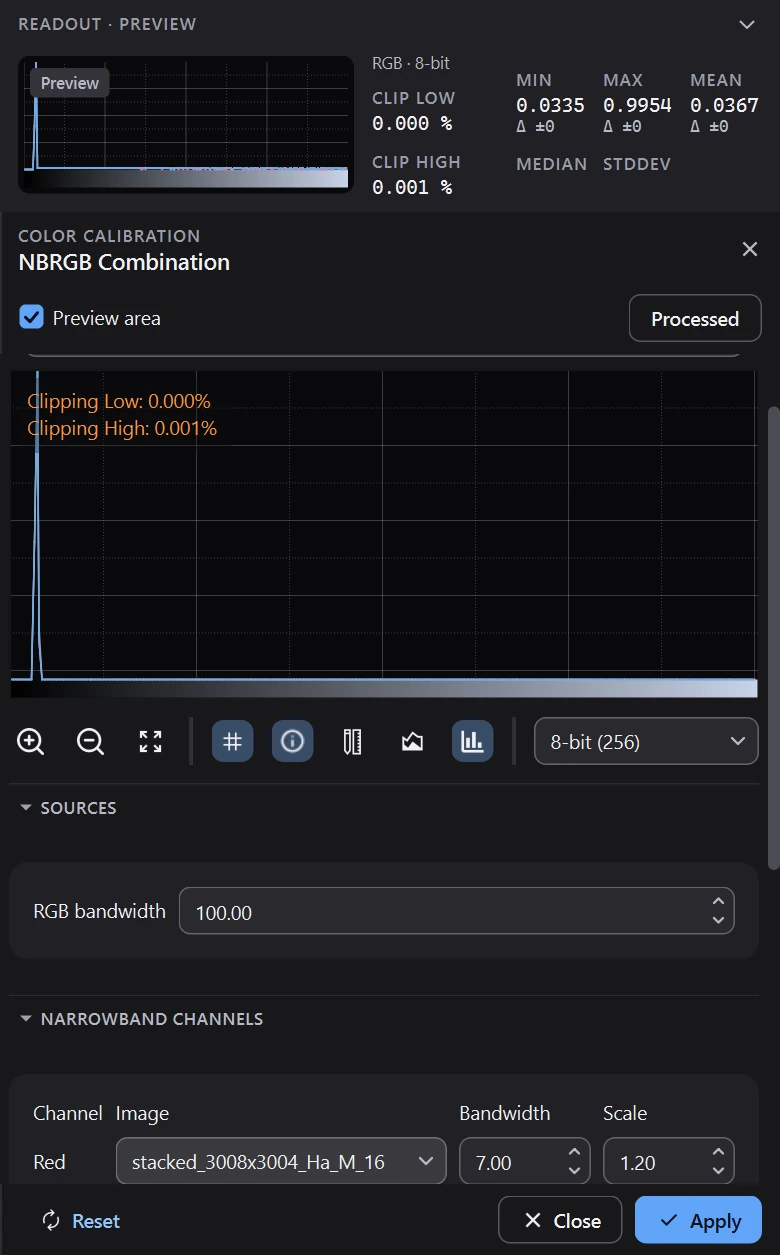 READOUT · PREVIEW
Preview
RGB · 8-bit
CLIP LOW
0.000 %
CLIP HIGH
0.001 %
MIN MAX MEAN
0.0335 0.9954 0.0367
Δ ±0 Δ ±0 Δ ±0
MEDIAN STDDEV
COLOR CALIBRATION
NBRGB Combination
Preview area
Processed
Clipping Low: 0.000%
Clipping High: 0.001%
8-bit (256)
SOURCES
RGB bandwidth 100.00
NARROWBAND CHANNELS
Channel Image Bandwidth Scale
Red stacked_3008x3004_Ha_M_16 7.00 1.20
Reset Close Apply